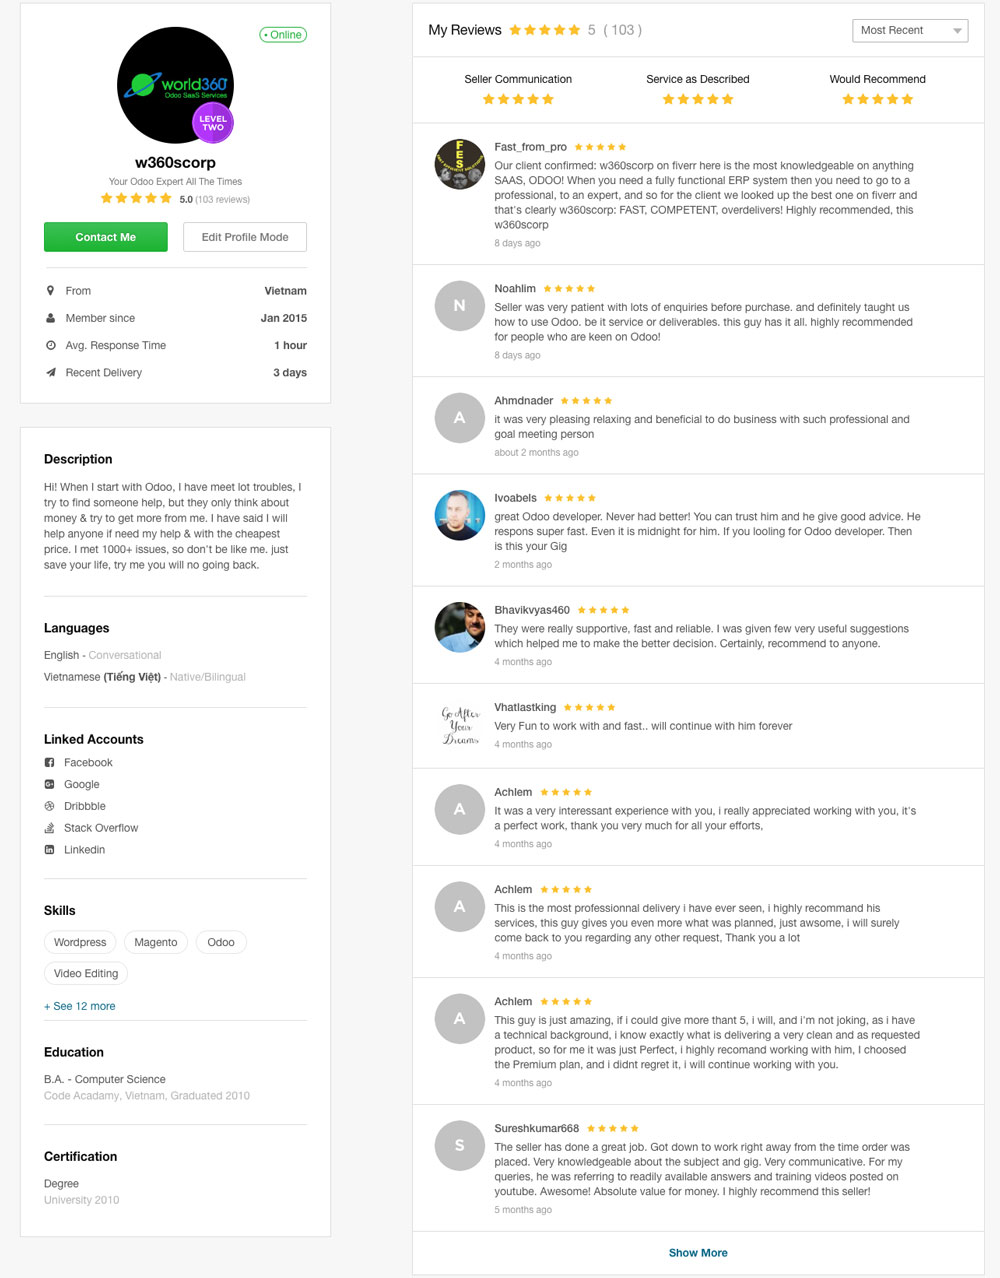 • Online
world360
Odoo SaaS Services
LEVEL
TWO
w360scorp
Your Odoo Expert All The Times
5.0 (103 reviews)
Contact Me
Edit Profile Mode
From Vietnam
Member since Jan 2015
Avg. Response Time 1 hour
Recent Delivery 3 days
Description
Hi! When I start with Odoo, I have meet lot troubles, I
try to find someone help, but they only think about
money & try to get more from me. I have said I will
help anyone if need my help & with the cheapest
price. I met 1000+ issues, so don't be like me. just
save your life, try me you will no going back.
Languages
English - Conversational
Vietnamese (Tiếng Việt) - Native/Bilingual
Linked Accounts
Facebook
Google
Dribbble
Stack Overflow
Linkedin
Skills
Wordpress Magento Odoo
Video Editing
+ See 12 more
Education
B.A. - Computer Science
Code Acadamy, Vietnam, Graduated 2010
Certification
Degree
University 2010
My Reviews 5 ( 103 )
Most Recent
Seller Communication Service as Described Would Recommend
FES
Fast_from_pro
Our client confirmed: w360scorp on fiverr here is the most knowledgeable on anything
SAAS, ODOO! When you need a fully functional ERP system then you need to go to a
professional, to an expert, and so for the client we looked up the best one on fiverr and
that's clearly w360scorp: FAST, COMPETENT, overdelivers! Highly recommended, this
w360scorp
8 days ago
N
Noahlim
Seller was very patient with lots of enquiries before purchase. and definitely taught us
how to use Odoo. be it service or deliverables. this guy has it all. highly recommended
for people who are keen on Odoo!
8 days ago
A
Ahmdnader
it was very pleasing relaxing and beneficial to do business with such professional and
goal meeting person
about 2 months ago
Ivoabels
great Odoo developer. Never had better! You can trust him and he give good advice. He
respons super fast. Even it is midnight for him. If you looling for Odoo developer. Then
is this your Gig
2 months ago
Bhavikvyas460
They were really supportive, fast and reliable. I was given few very useful suggestions
which helped me to make the better decision. Certainly, recommend to anyone.
4 months ago
Go After
Your
Dreams
Vhatlastking
Very Fun to work with and fast.. will continue with him forever
4 months ago
A
Achlem
It was a very interessant experience with you, i really appreciated working with you, it's
a perfect work, thank you very much for all your efforts,
4 months ago
A
Achlem
This is the most professionnal delivery i have ever seen, i highly recommand his
services, this guy gives you even more what was planned, just awsome, i will surely
come back to you regarding any other request, Thank you a lot
4 months ago
A
Achlem
This guy is just amazing, if i could give more thant 5, i will, and i'm not joking, as i have
a technical background, i know exactly what is delivering a very clean and as requested
product, so for me it was just Perfect, i highly recomand working with him, I choosed
the Premium plan, and i didnt regret it, i will continue working with you.
4 months ago
S
Sureshkumar668
The seller has done a great job. Got down to work right away from the time order was
placed. Very knowledgeable about the subject and gig. Very communicative. For my
queries, he was referring to readily available answers and training videos posted on
youtube. Awesome! Absolute value for money. I highly recommend this seller!
5 months ago
Show More